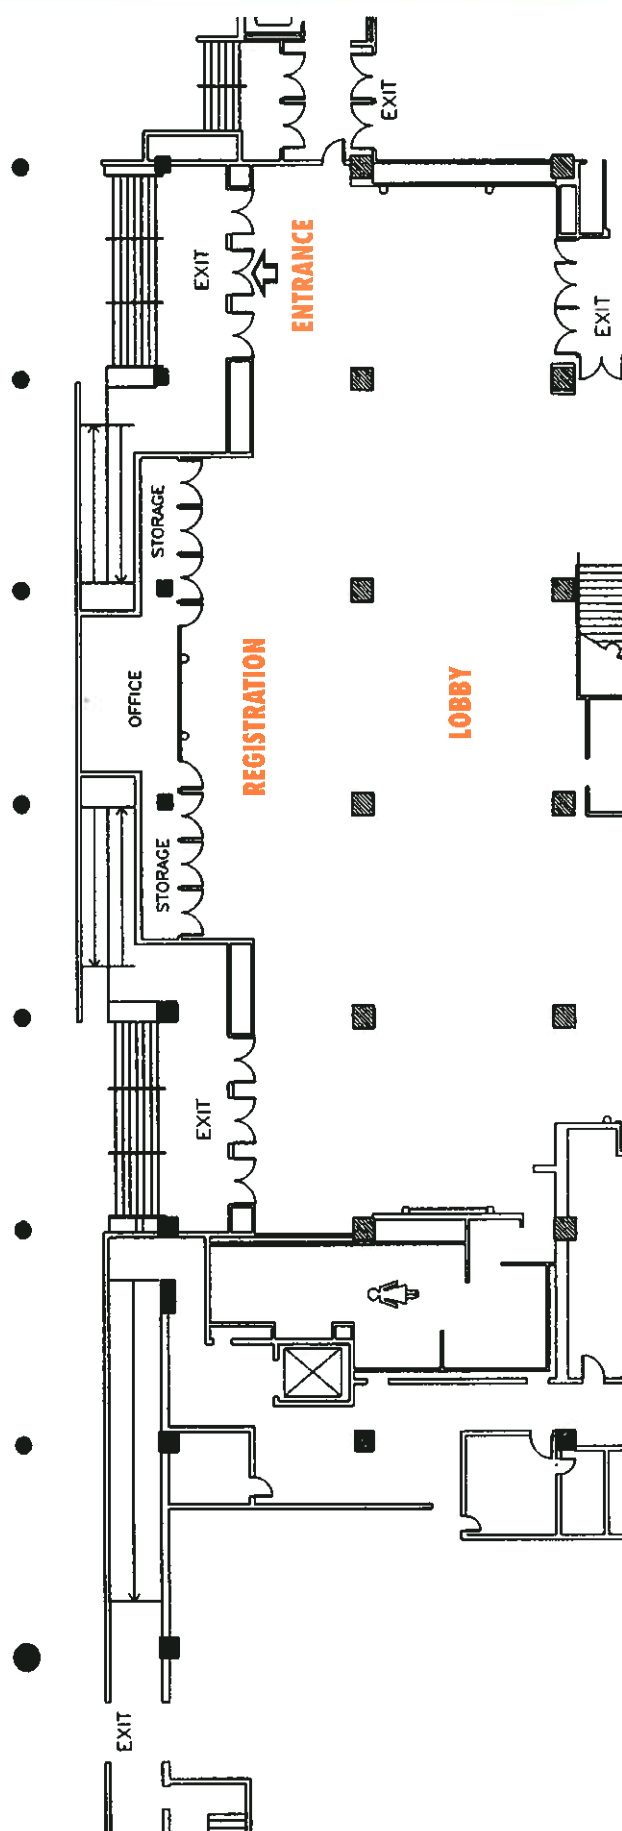 EXIT
EXIT
ENTRANCE
EXIT
STORAGE
OFFICE
REGISTRATION
LOBBY
STORAGE
EXIT
EXIT